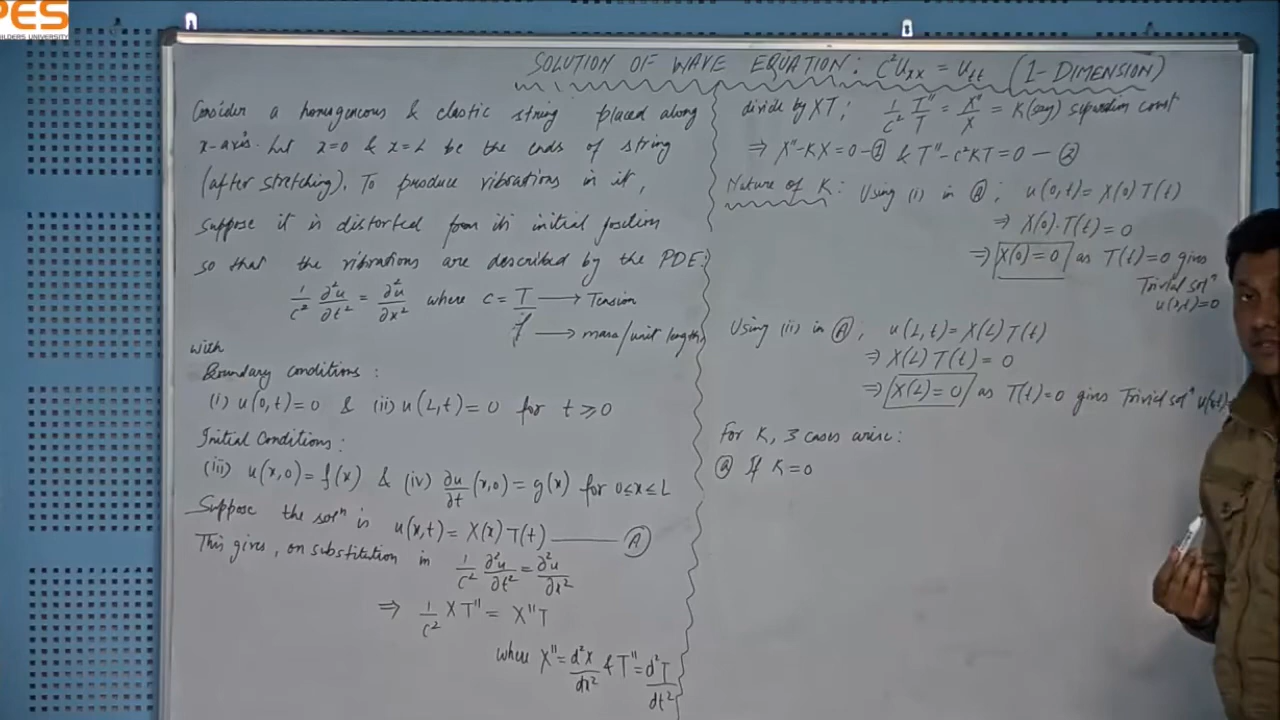 PES
BUILDERS UNIVERSITY
SOLUTION OF WAVE EQUATION: c²Uxx = Utt (1-DIMENSION)
Consider a homogeneous & elastic string placed along
x-axis. Let x=0 & x=L be the ends of string
(after stretching). To produce vibrations in it,
suppose it is distorted from its initial position
so that the vibrations are described by the PDE:
1/c² ∂²u/∂t² = ∂²u/∂x² where c = T/f → Tension
→ mass/unit length
with
Boundary conditions:
(i) u(0,t)=0 & (ii) u(L,t)=0 for t≥0
Initial Conditions:
(iii) u(x,0)=f(x) & (iv) ∂u/∂t (x,0)=g(x) for 0≤x≤L
Suppose the solⁿ is u(x,t)=X(x)T(t) — Ⓐ
This gives, on substitution in 1/c² ∂²u/∂t² = ∂²u/∂x²
⇒ 1/c² XT'' = X''T
where X''=d²X/dx² & T''=d²T/dt²
divide by XT; 1/c² T''/T = X''/X = K(say) separation const
⇒ X''-KX=0 - ① & T''-c²KT=0 - ②
Nature of K: Using (i) in Ⓐ; u(0,t)=X(0)T(t)
⇒ X(0).T(t)=0
⇒ X(0)=0 as T(t)=0 gives
Trivial solⁿ
u(x,t)=0
Using (ii) in Ⓐ; u(L,t)=X(L)T(t)
⇒ X(L)T(t)=0
⇒ X(L)=0 as T(t)=0 gives Trivial solⁿ u(x,t)=
For K, 3 cases arise:
ⓐ If K=0